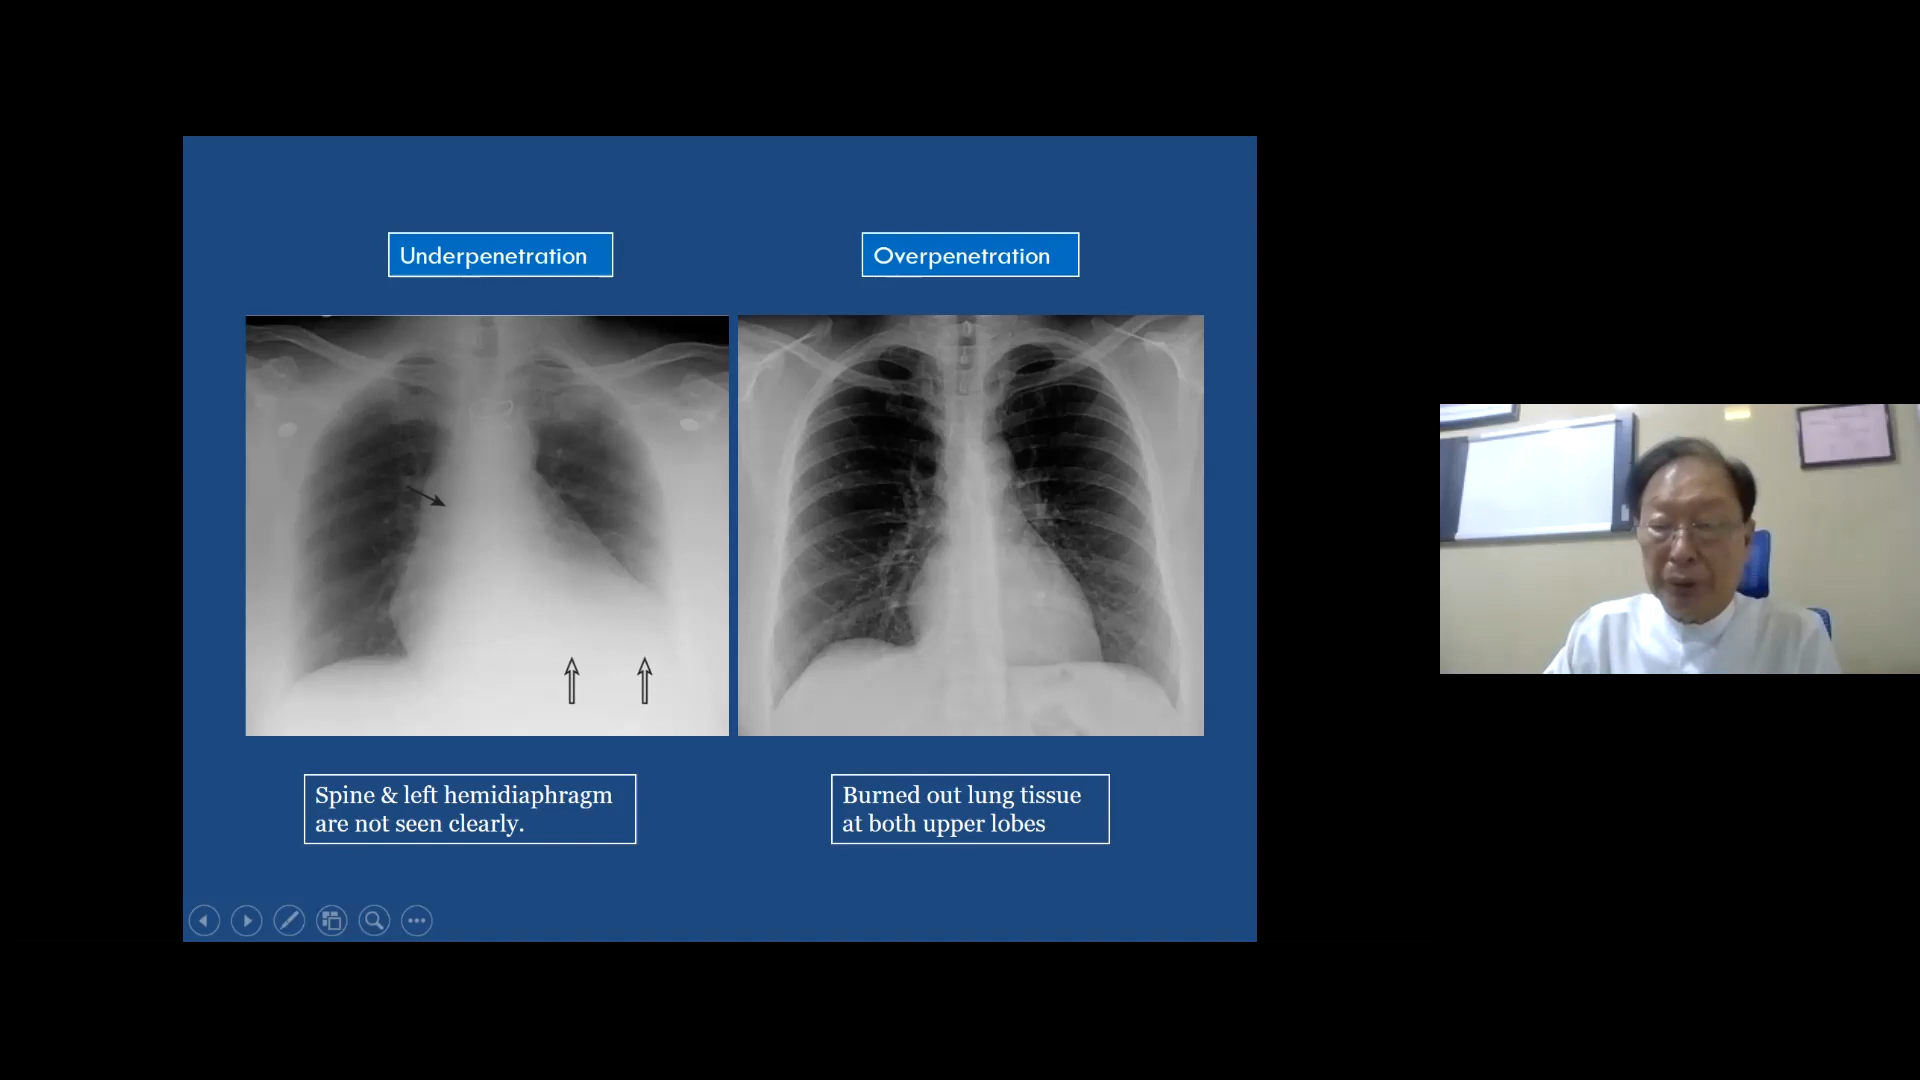 Underpenetration
Overpenetration
Spine & left hemidiaphragm
are not seen clearly.
Burned out lung tissue
at both upper lobes